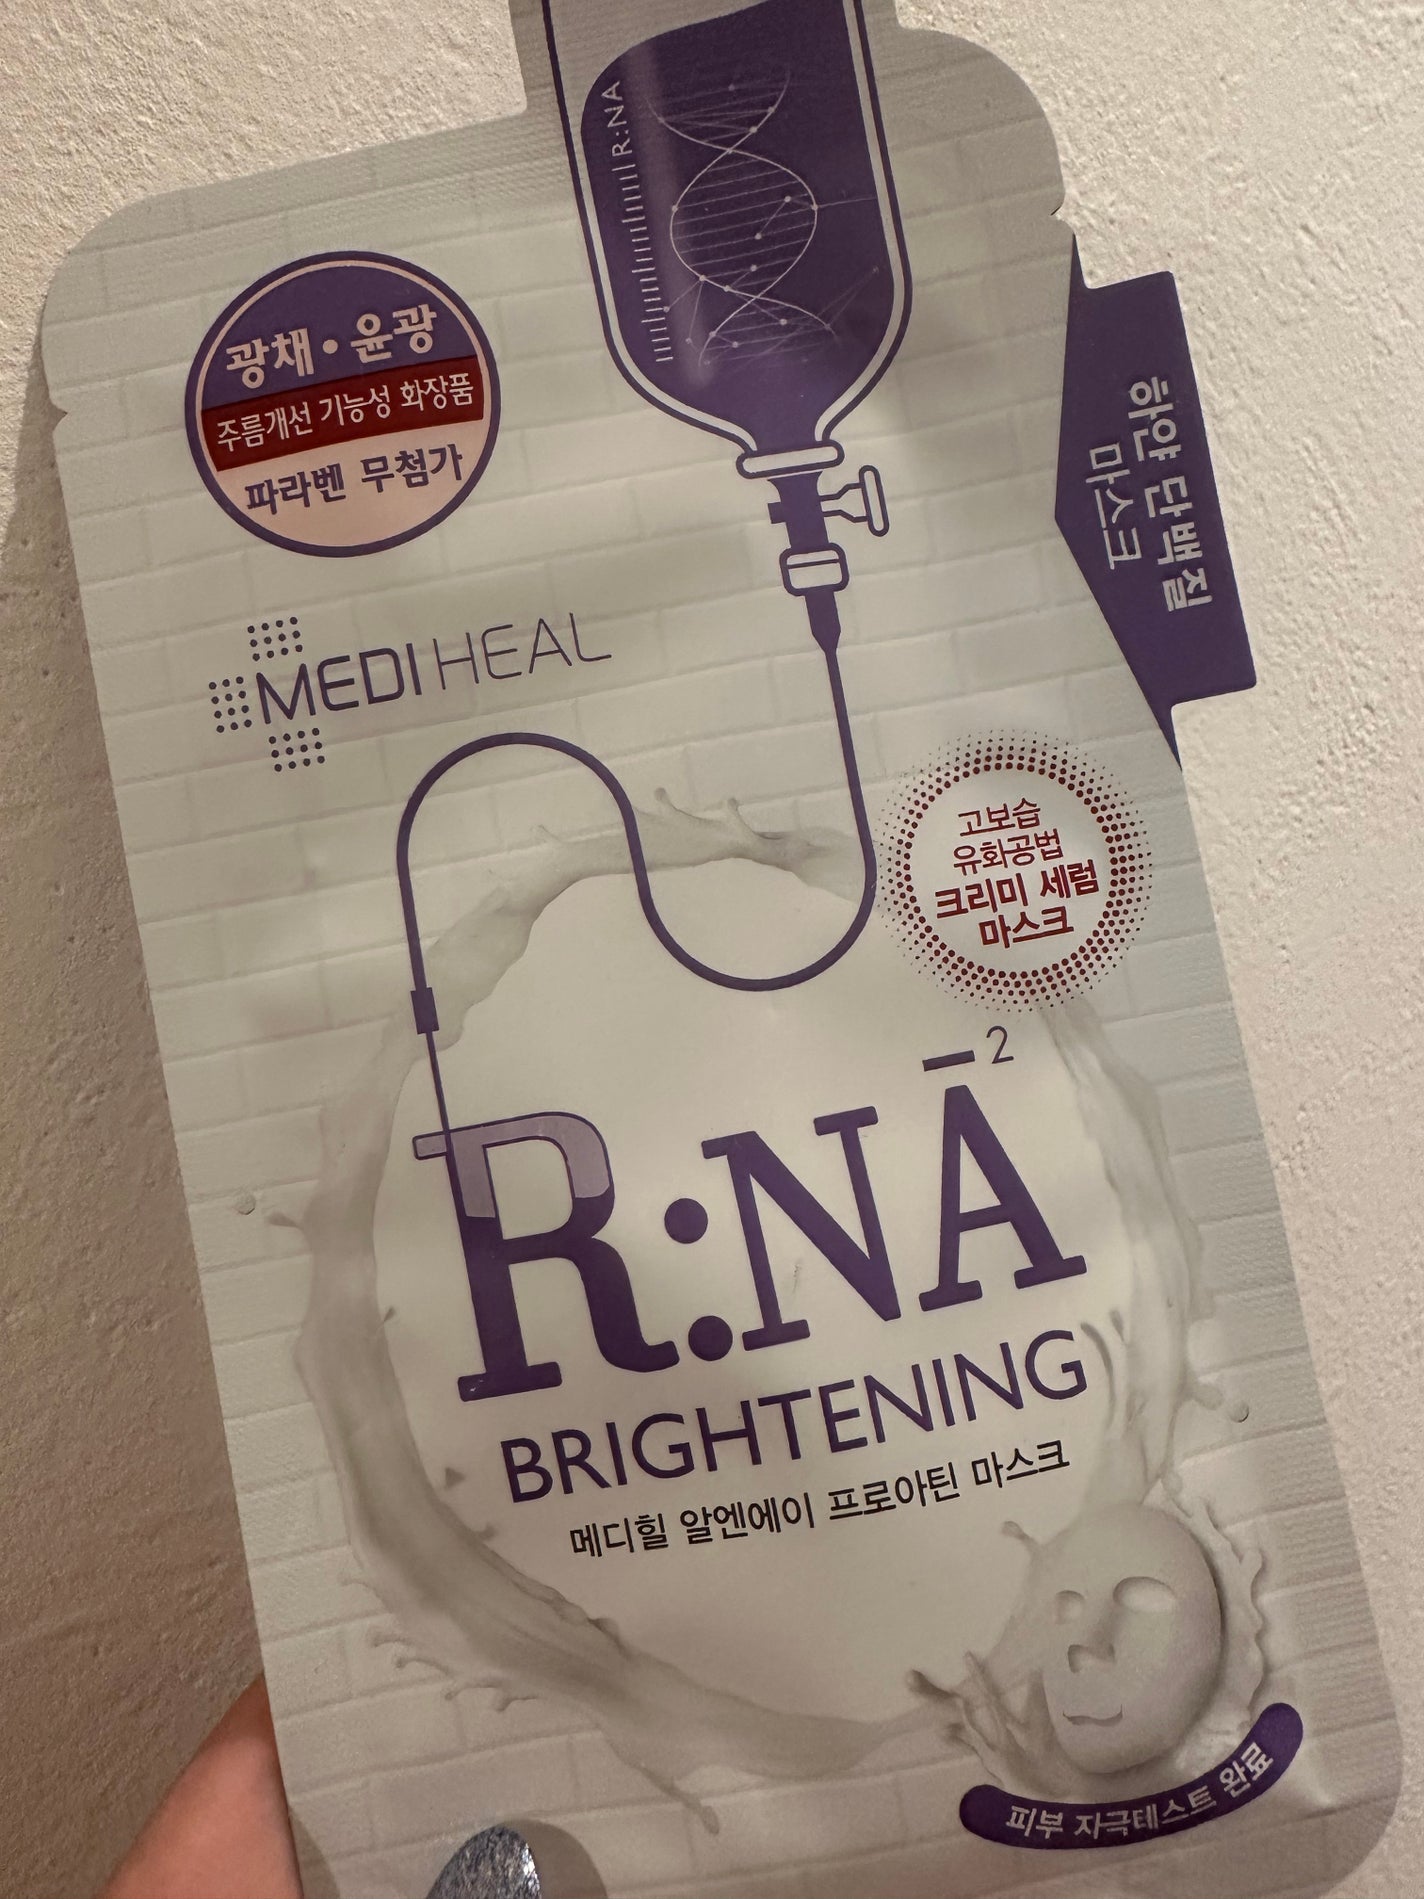 R:NA
광채•윤광
주름개선 기능성 화장품
파라벤 무첨가
하얀 단백질
마스크
MEDIHEAL
고보습
유화공법
크리미 세럼
마스크
R:NA 2
BRIGHTENING
메디힐 알엔에이 프로아틴 마스크
피부 자극테스트 완료